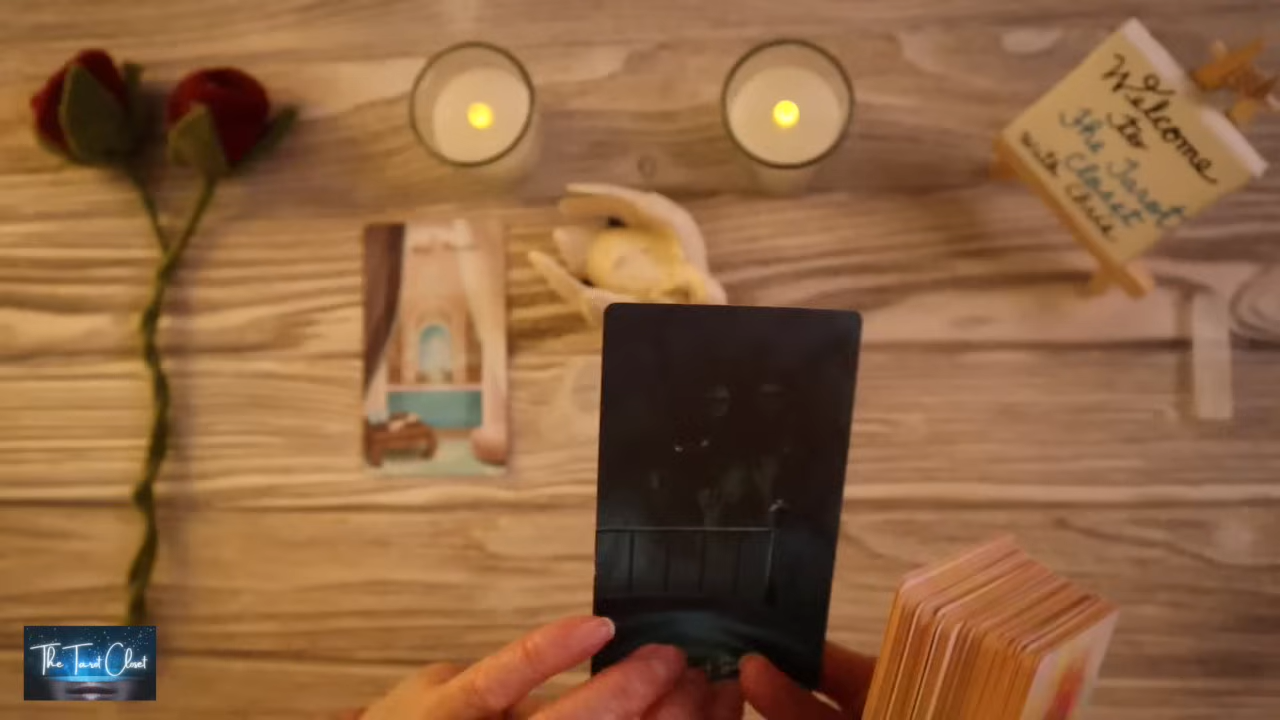 Welcome
to
The Tarot
Closet
with Chris
The Tarot Closet